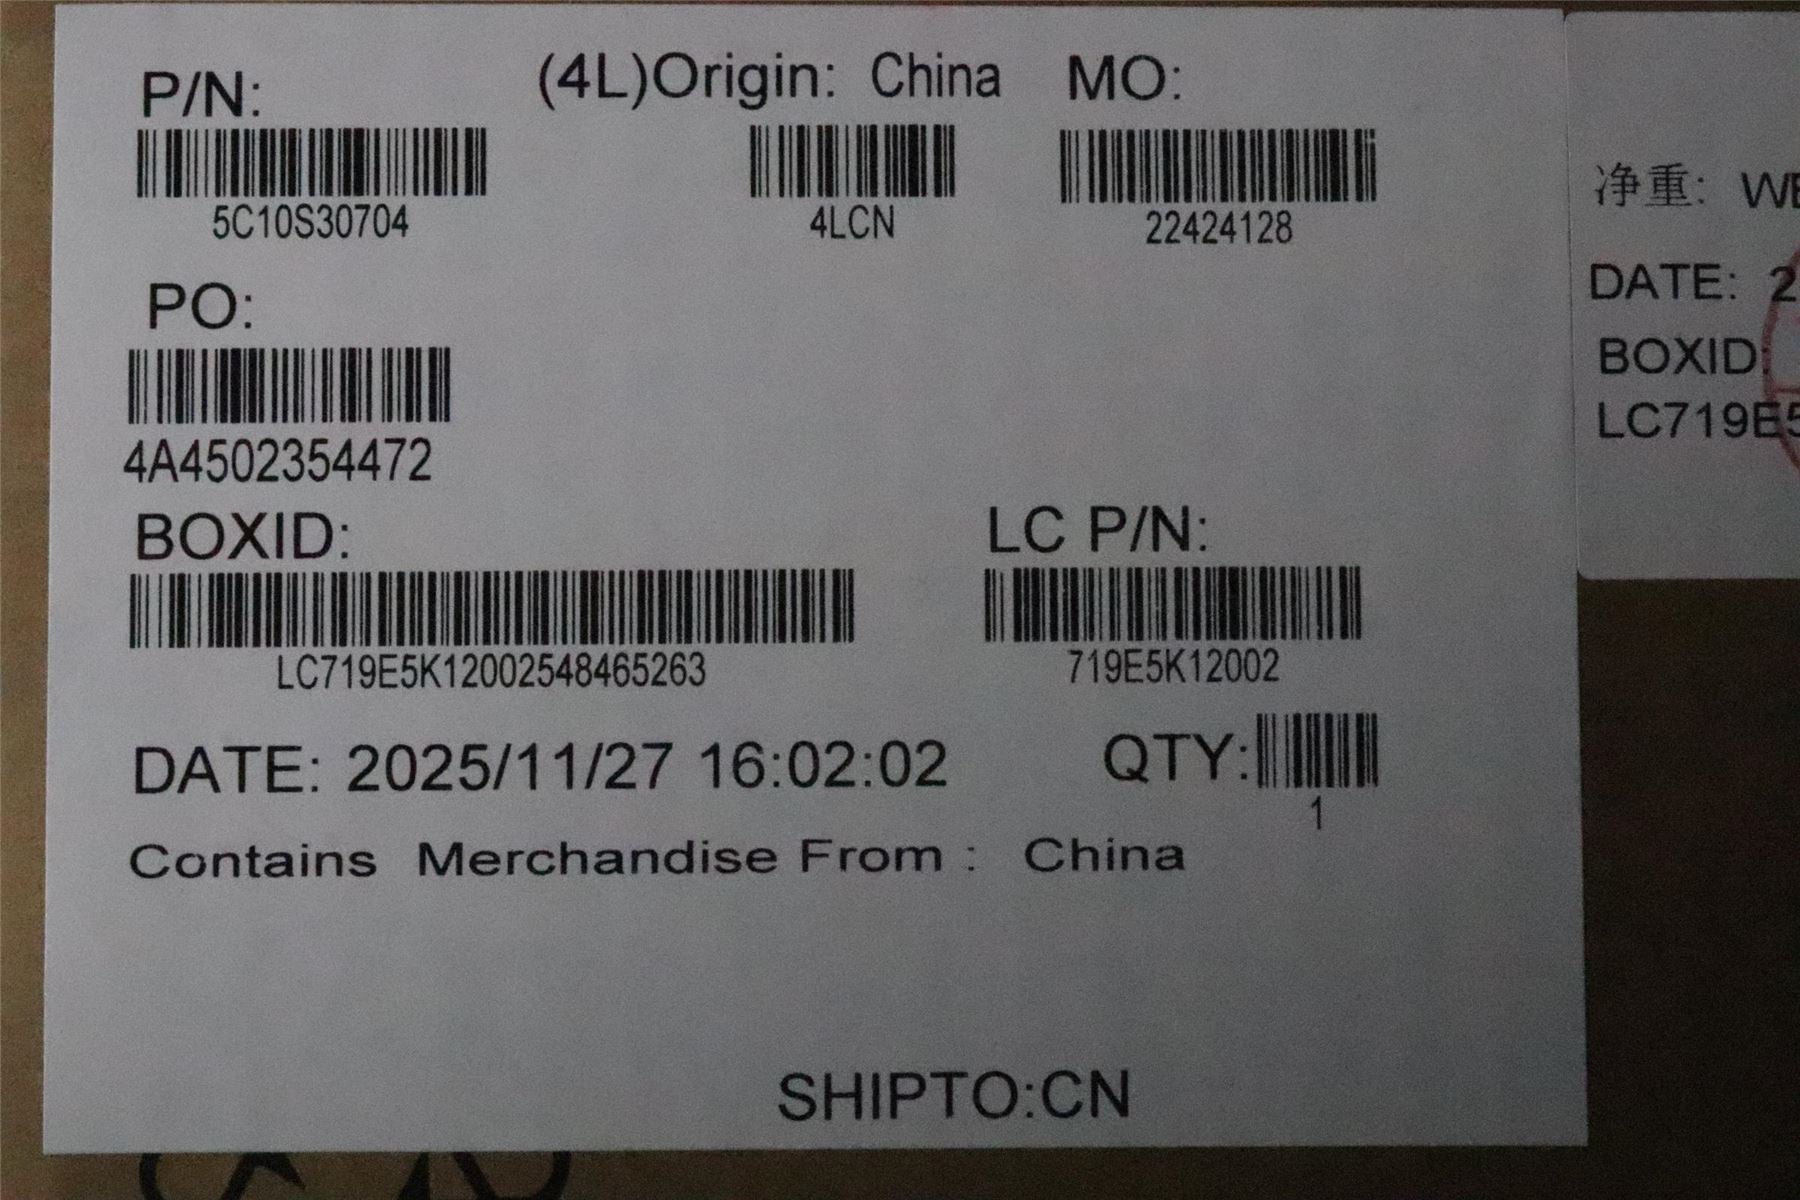 P/N: (4L)Origin: China MO:
5C10S30704 4LCN 22424128
PO:
4A4502354472
BOXID: LC P/N:
LC719E5K12002548465263 719E5K12002
DATE: 2025/11/27 16:02:02 QTY:
1
Contains Merchandise From : China
SHIPTO:CN
净重: WE
DATE: 2
BOXID:
LC719E5